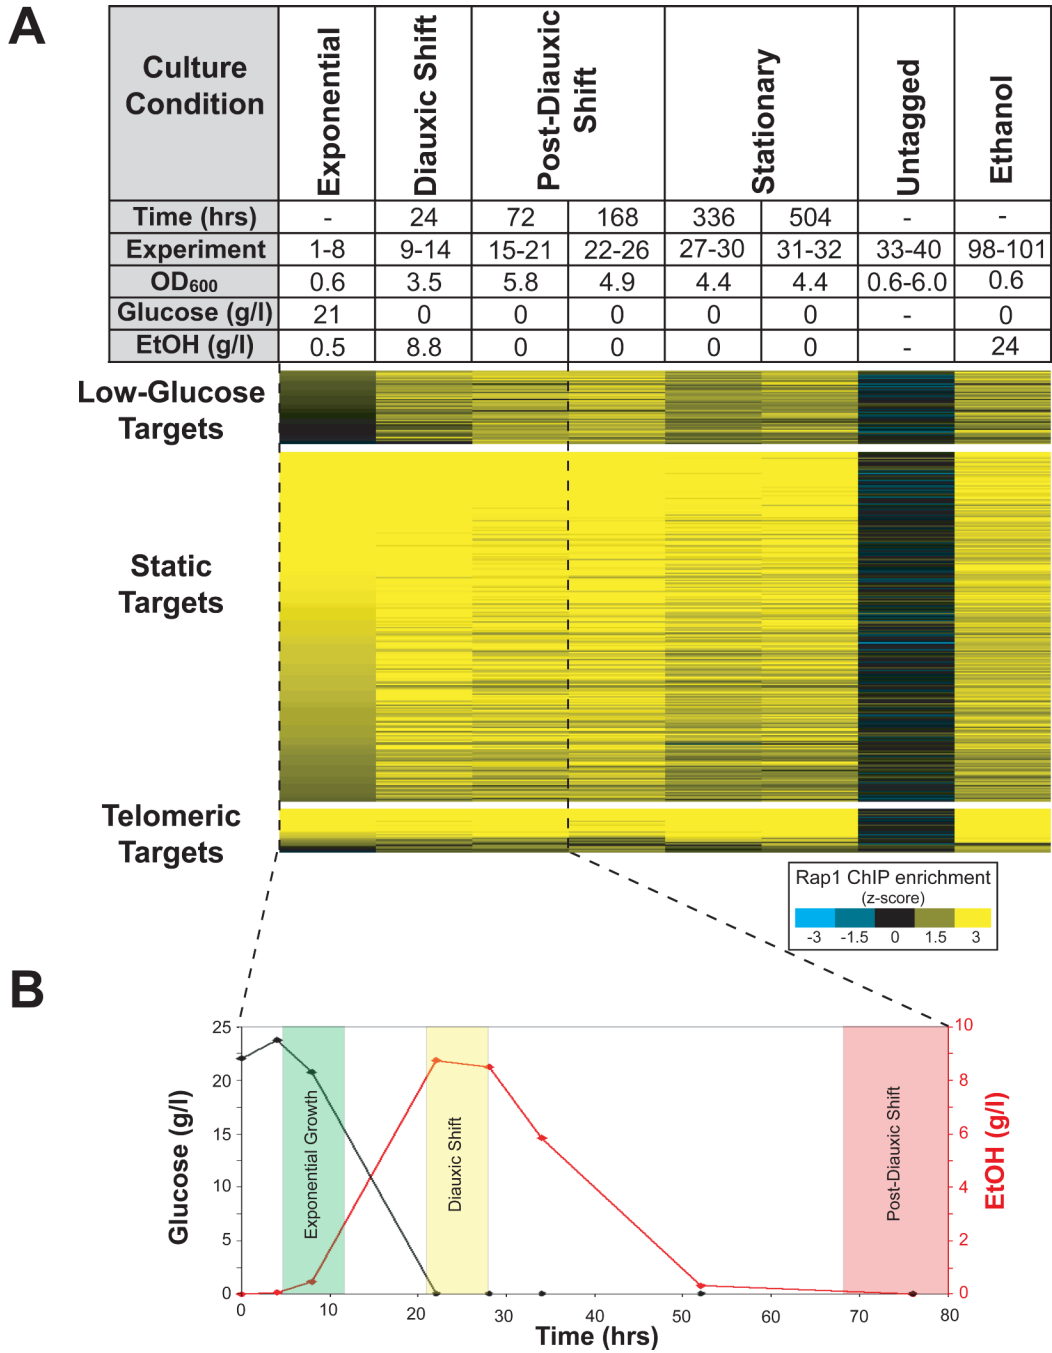 A
Culture Condition
Exponential
Diauxic Shift
Post-Diauxic Shift
Stationary
Untagged
Ethanol
Time (hrs) - 24 72 168 336 504 - -
Experiment 1-8 9-14 15-21 22-26 27-30 31-32 33-40 98-101
OD600 0.6 3.5 5.8 4.9 4.4 4.4 0.6-6.0 0.6
Glucose (g/l) 21 0 0 0 0 0 - 0
EtOH (g/l) 0.5 8.8 0 0 0 0 - 24
Low-Glucose
Targets
Static
Targets
Telomeric
Targets
Rap1 ChIP enrichment
(z-score)
-3 -1.5 0 1.5 3
B
25
20
15
10
5
0
Glucose (g/l)
Exponential Growth
Diauxic Shift
Post-Diauxic Shift
10
8
6
4
2
0
EtOH (g/l)
0 10 20 30 40 50 60 70 80
Time (hrs)